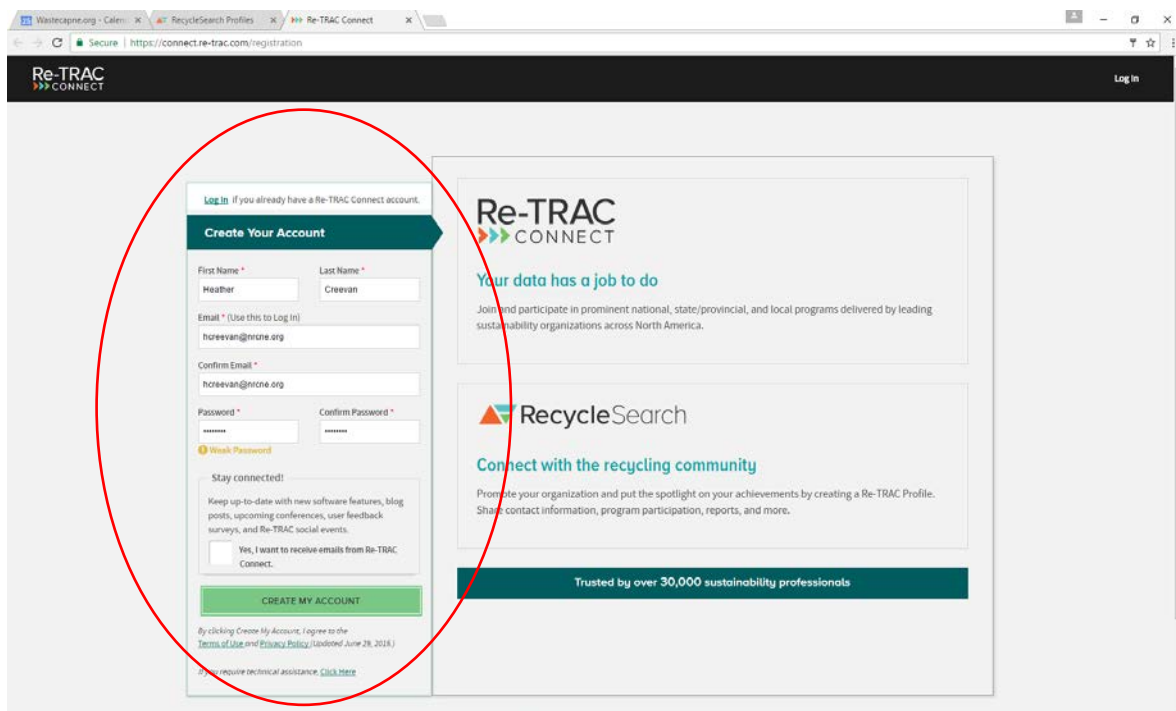 Wastecapne.org - Calen
RecycleSearch Profiles
Re-TRAC Connect
Secure | https://connect.re-trac.com/registration
Re-TRAC
CONNECT
Log In
Log In if you already have a Re-TRAC Connect account.
Create Your Account
First Name *
Last Name *
Heather
Creevan
Email * (Use this to Log In)
hcreevan@nrcne.org
Confirm Email *
hcreevan@nrcne.org
Password *
Confirm Password *
Weak Password
Stay connected!
Keep up-to-date with new software features, blog
posts, upcoming conferences, user feedback
surveys, and Re-TRAC social events.
Yes, I want to receive emails from Re-TRAC
Connect.
CREATE MY ACCOUNT
By clicking Create My Account, I agree to the
Terms of Use and Privacy Policy (Updated June 29, 2016.)
If you require technical assistance, Click Here
Re-TRAC
CONNECT
Your data has a job to do
Join and participate in prominent national, state/provincial, and local programs delivered by leading
sustainability organizations across North America.
RecycleSearch
Connect with the recycling community
Promote your organization and put the spotlight on your achievements by creating a Re-TRAC Profile.
Share contact information, program participation, reports, and more.
Trusted by over 30,000 sustainability professionals